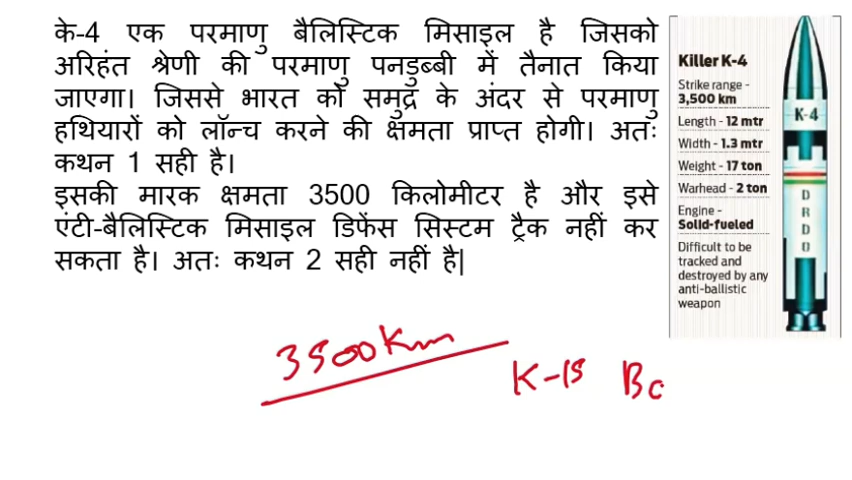 के-4 एक परमाणु बैलिस्टिक मिसाइल है जिसको
अरिहंत श्रेणी की परमाणु पनडुब्बी में तैनात किया
जाएगा। जिससे भारत को समुद्र के अंदर से परमाणु
हथियारों को लॉन्च करने की क्षमता प्राप्त होगी। अतः
कथन 1 सही है।
इसकी मारक क्षमता 3500 किलोमीटर है और इसे
एंटी-बैलिस्टिक मिसाइल डिफेंस सिस्टम ट्रैक नहीं कर
सकता है। अतः कथन 2 सही नहीं है|
Killer K-4
Strike range -
3,500 km
Length - 12 mtr
Width - 1.3 mtr
Weight - 17 ton
Warhead - 2 ton
Engine -
Solid-fueled
Difficult to be
tracked and
destroyed by any
anti-ballistic
weapon
K-4
D
R
D
O
3500 Km
K-15 Bo